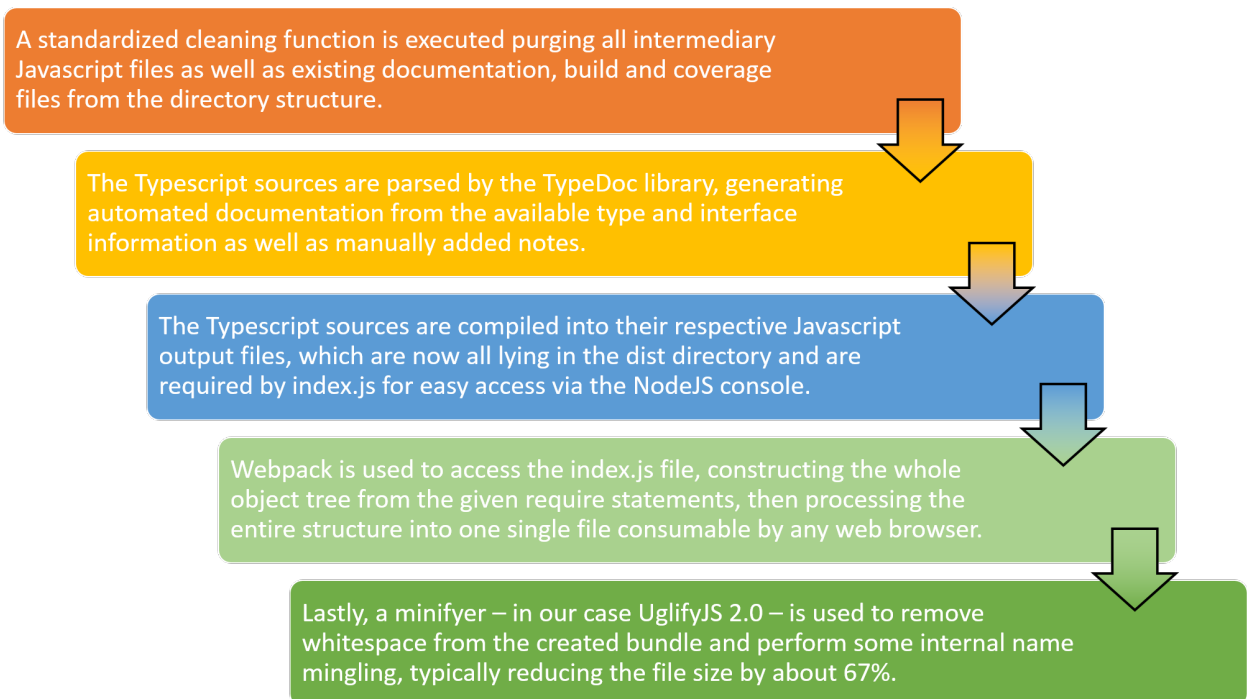 A standardized cleaning function is executed purging all intermediary
Javascript files as well as existing documentation, build and coverage
files from the directory structure.
The Typescript sources are parsed by the TypeDoc library, generating
automated documentation from the available type and interface
information as well as manually added notes.
The Typescript sources are compiled into their respective Javascript
output files, which are now all lying in the dist directory and are
required by index.js for easy access via the NodeJS console.
Webpack is used to access the index.js file, constructing the whole
object tree from the given require statements, then processing the
entire structure into one single file consumable by any web browser.
Lastly, a minifyer – in our case UglifyJS 2.0 – is used to remove
whitespace from the created bundle and perform some internal name
mingling, typically reducing the file size by about 67%.